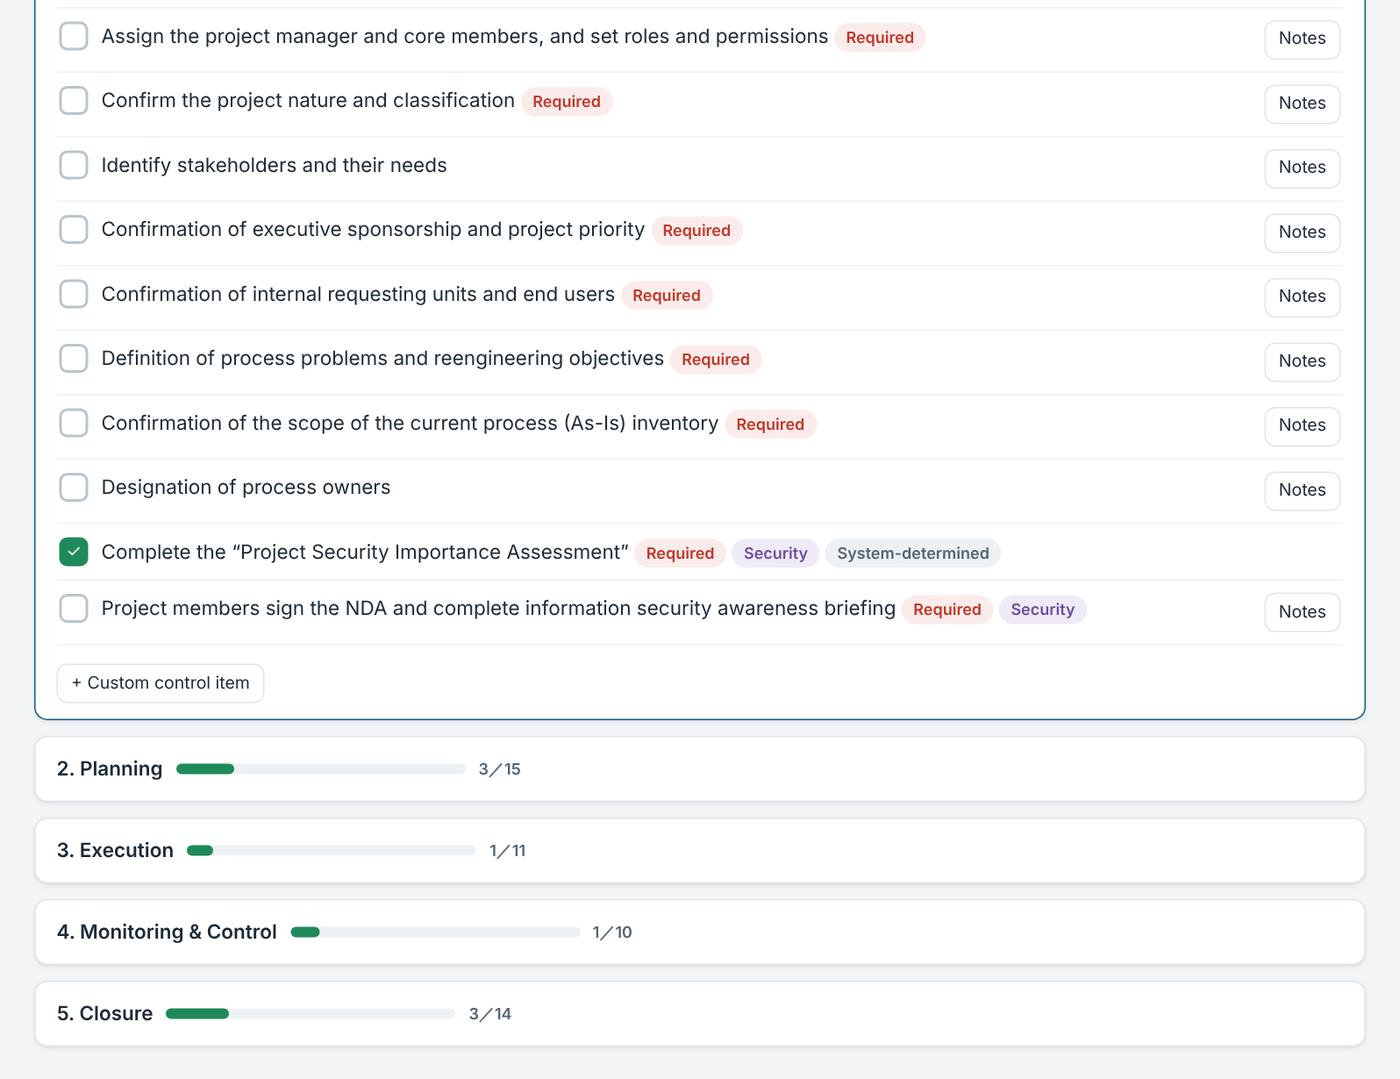 Assign the project manager and core members, and set roles and permissions Required Notes
Confirm the project nature and classification Required Notes
Identify stakeholders and their needs Notes
Confirmation of executive sponsorship and project priority Required Notes
Confirmation of internal requesting units and end users Required Notes
Definition of process problems and reengineering objectives Required Notes
Confirmation of the scope of the current process (As-Is) inventory Required Notes
Designation of process owners Notes
Complete the “Project Security Importance Assessment” Required Security System-determined
Project members sign the NDA and complete information security awareness briefing Required Security Notes
+ Custom control item
2. Planning 3／15
3. Execution 1／11
4. Monitoring & Control 1／10
5. Closure 3／14